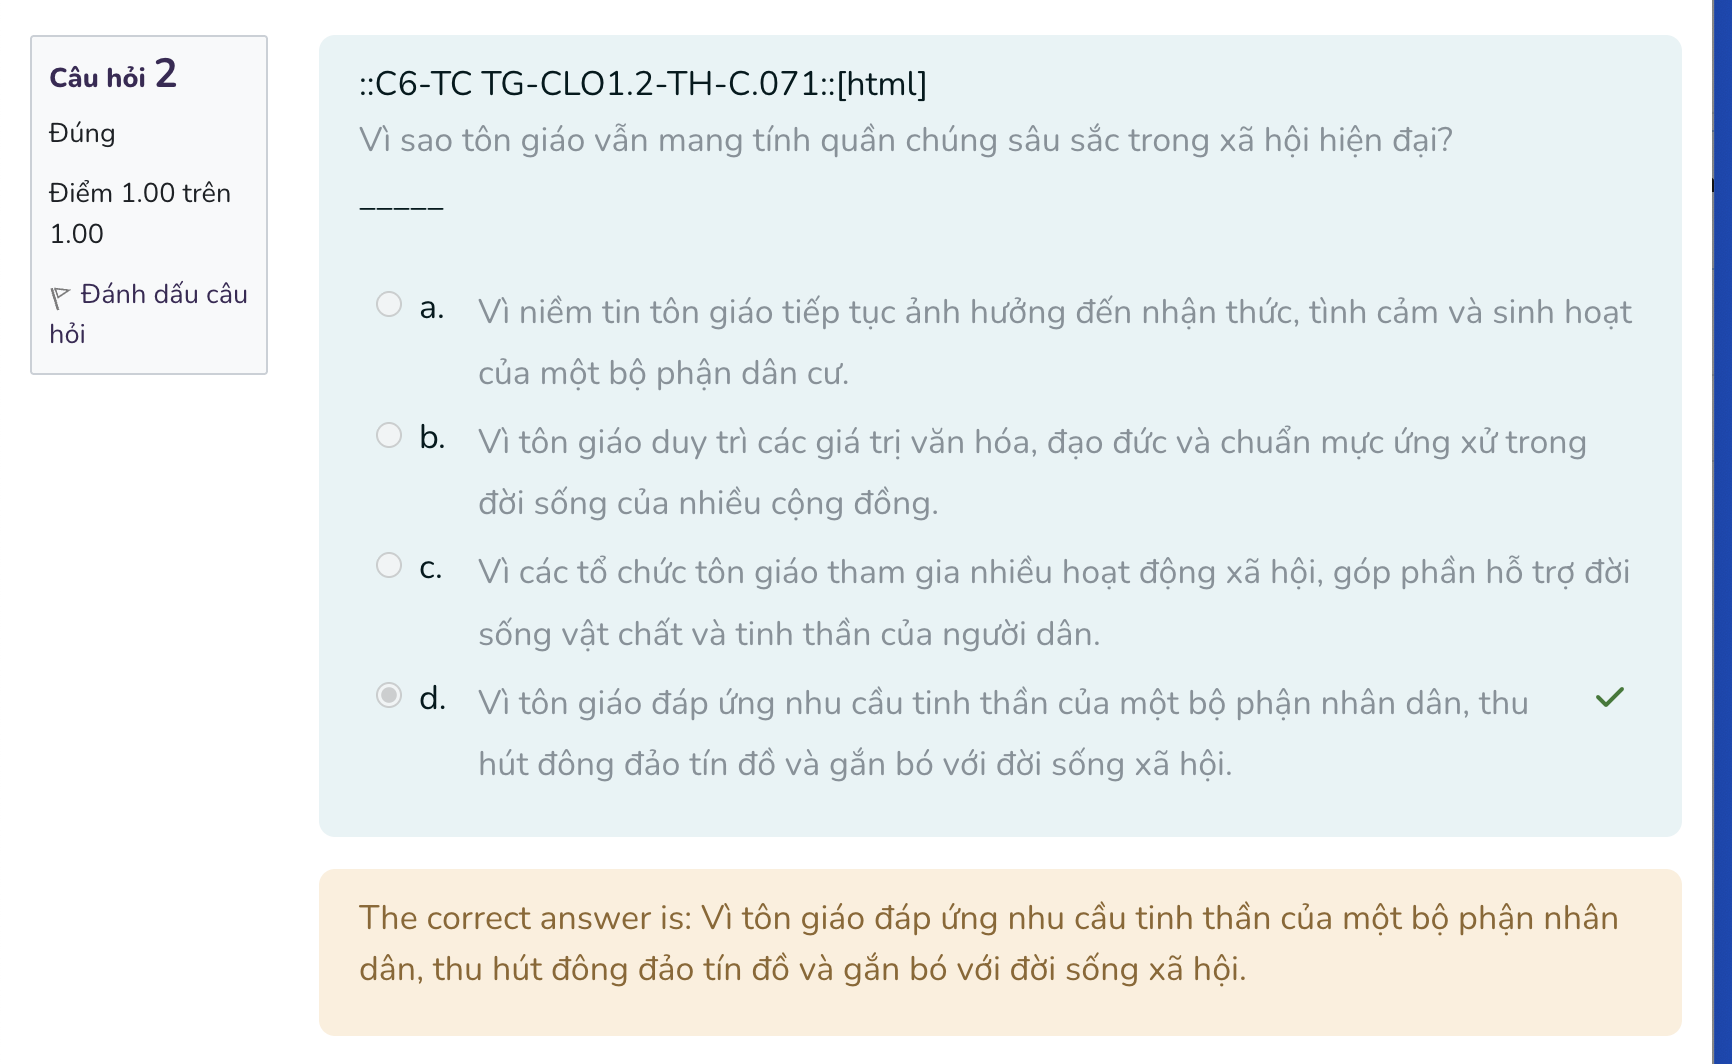 Câu hỏi 2
Đúng
Điểm 1.00 trên
1.00
Đánh dấu câu
hỏi
::C6-TC TG-CLO1.2-TH-C.071::[html]
Vì sao tôn giáo vẫn mang tính quần chúng sâu sắc trong xã hội hiện đại?
_____
a. Vì niềm tin tôn giáo tiếp tục ảnh hưởng đến nhận thức, tình cảm và sinh hoạt
của một bộ phận dân cư.
b. Vì tôn giáo duy trì các giá trị văn hóa, đạo đức và chuẩn mực ứng xử trong
đời sống của nhiều cộng đồng.
c. Vì các tổ chức tôn giáo tham gia nhiều hoạt động xã hội, góp phần hỗ trợ đời
sống vật chất và tinh thần của người dân.
d. Vì tôn giáo đáp ứng nhu cầu tinh thần của một bộ phận nhân dân, thu
hút đông đảo tín đồ và gắn bó với đời sống xã hội.
The correct answer is: Vì tôn giáo đáp ứng nhu cầu tinh thần của một bộ phận nhân
dân, thu hút đông đảo tín đồ và gắn bó với đời sống xã hội.